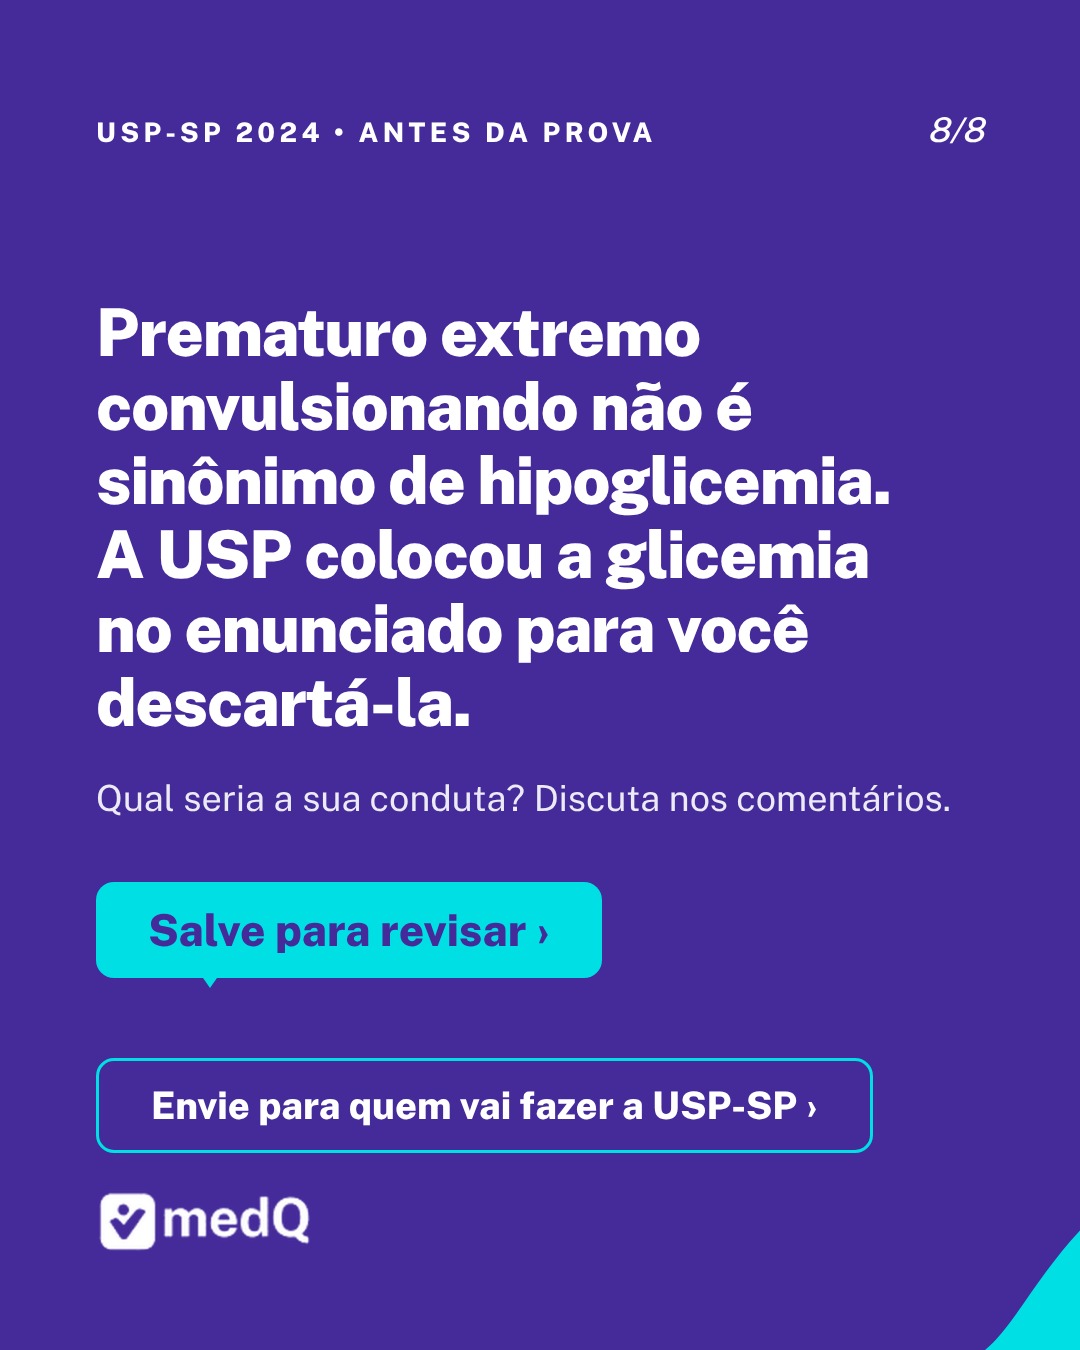 USP-SP 2024 • ANTES DA PROVA
8/8
Prematuro extremo
convulsionando não é
sinônimo de hipoglicemia.
A USP colocou a glicemia
no enunciado para você
descartá-la.
Qual seria a sua conduta? Discuta nos comentários.
Salve para revisar ›
Envie para quem vai fazer a USP-SP ›
medQ